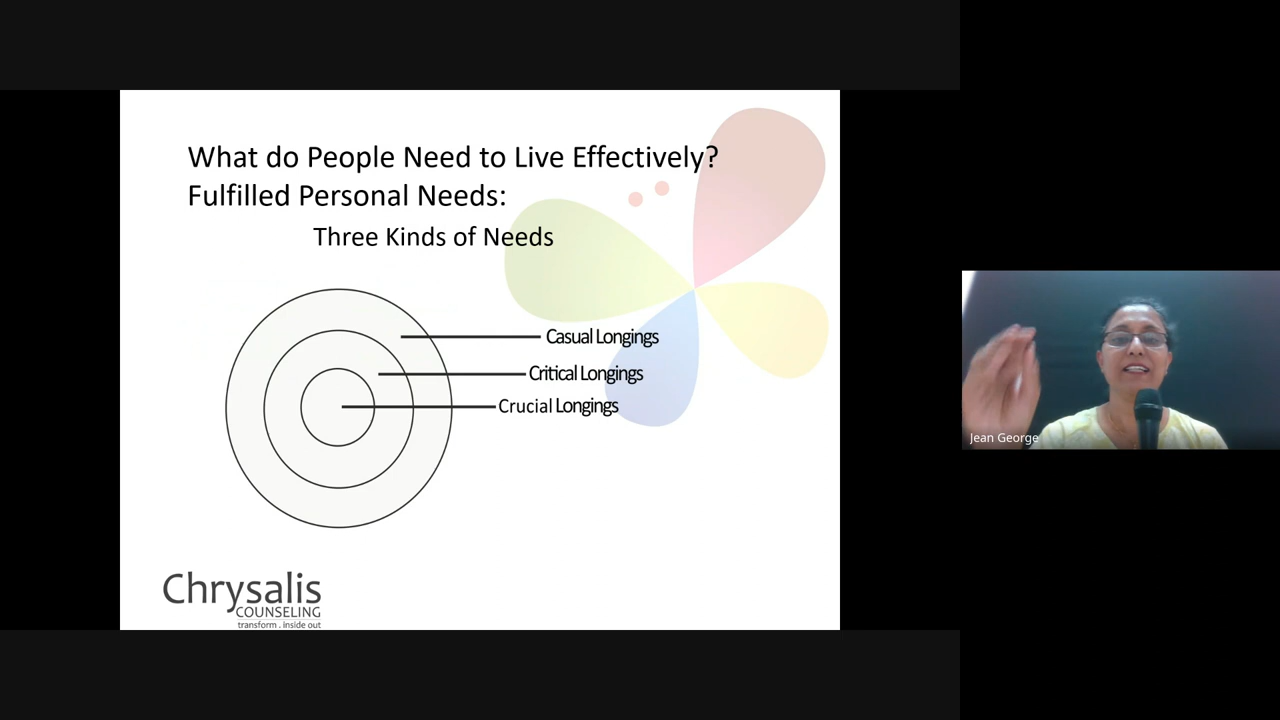 What do People Need to Live Effectively?
Fulfilled Personal Needs:
Three Kinds of Needs
Casual Longings
Critical Longings
Crucial Longings
Chrysalis
COUNSELING
transform . inside out
Jean George